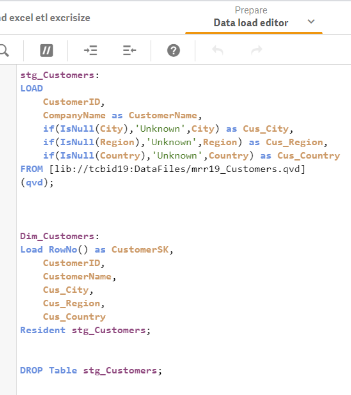 nd excel etl excrisize
Prepare
Data load editor
stg_Customers:
LOAD
CustomerID,
CompanyName as CustomerName,
if(IsNull(City),'Unknown',City) as Cus_City,
if(IsNull(Region),'Unknown',Region) as Cus_Region,
if(IsNull(Country),'Unknown',Country) as Cus_Country
FROM [lib://tcbid19:DataFiles/mrr19_Customers.qvd]
(qvd);
Dim_Customers:
Load RowNo() as CustomerSK,
CustomerID,
CustomerName,
Cus_City,
Cus_Region,
Cus_Country
Resident stg_Customers;
DROP Table stg_Customers;